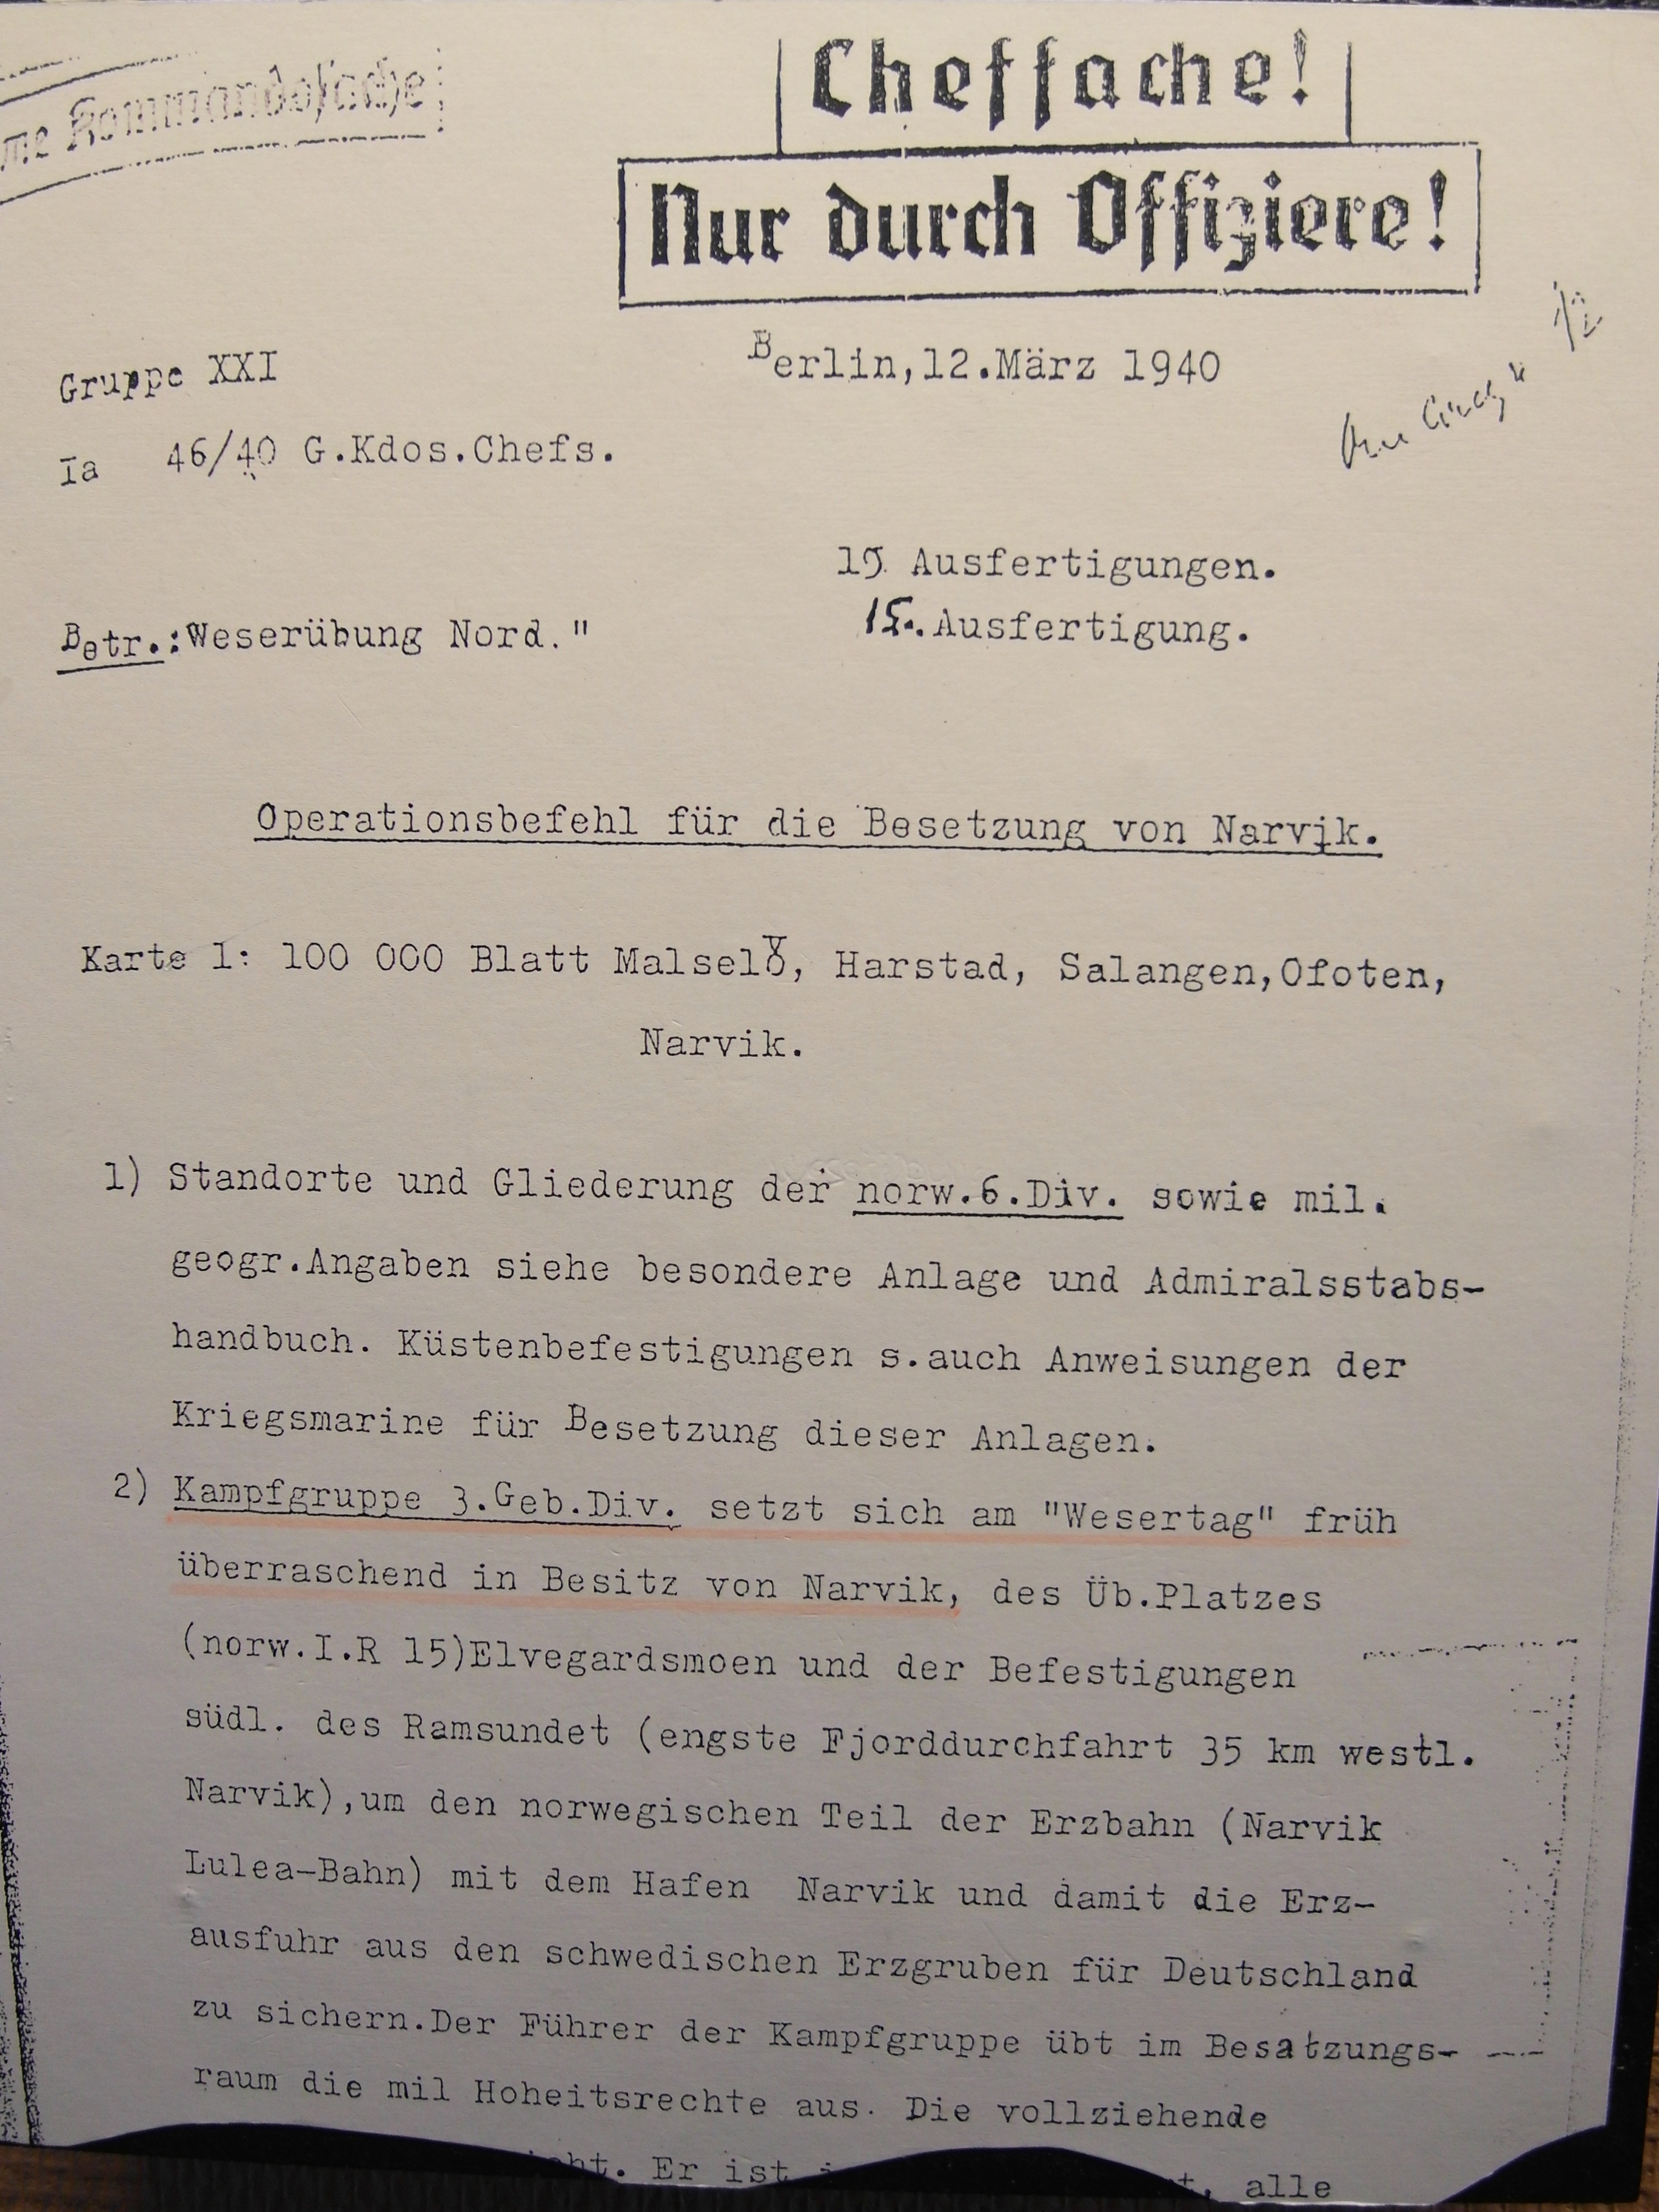 Kommandosache
Chefsache!
Nur durch Offiziere!
Gruppe XXI
Berlin,12.März 1940
Ia 46/40 G.Kdos.Chefs.
15 Ausfertigungen.
15. Ausfertigung.
Betr.:Weserübung Nord."
Operationsbefehl für die Besetzung von Narvik.
Karte 1: 100 000 Blatt Malselv, Harstad, Salangen,Ofoten,
Narvik.
1) Standorte und Gliederung der norw.6.Div. sowie mil.
geogr.Angaben siehe besondere Anlage und Admiralsstabs-
handbuch. Küstenbefestigungen s.auch Anweisungen der
Kriegsmarine für Besetzung dieser Anlagen.
2) Kampfgruppe 3.Geb.Div. setzt sich am "Wesertag" früh
überraschend in Besitz von Narvik, des Üb.Platzes
(norw.I.R 15)Elvegardsmoen und der Befestigungen
südl. des Ramsundet (engste Fjorddurchfahrt 35 km westl.
Narvik),um den norwegischen Teil der Erzbahn (Narvik
Lulea-Bahn) mit dem Hafen Narvik und damit die Erz-
ausfuhr aus den schwedischen Erzgruben für Deutschland
zu sichern.Der Führer der Kampfgruppe übt im Besatzungs-
raum die mil Hoheitsrechte aus. Die vollziehende
Er ist alle